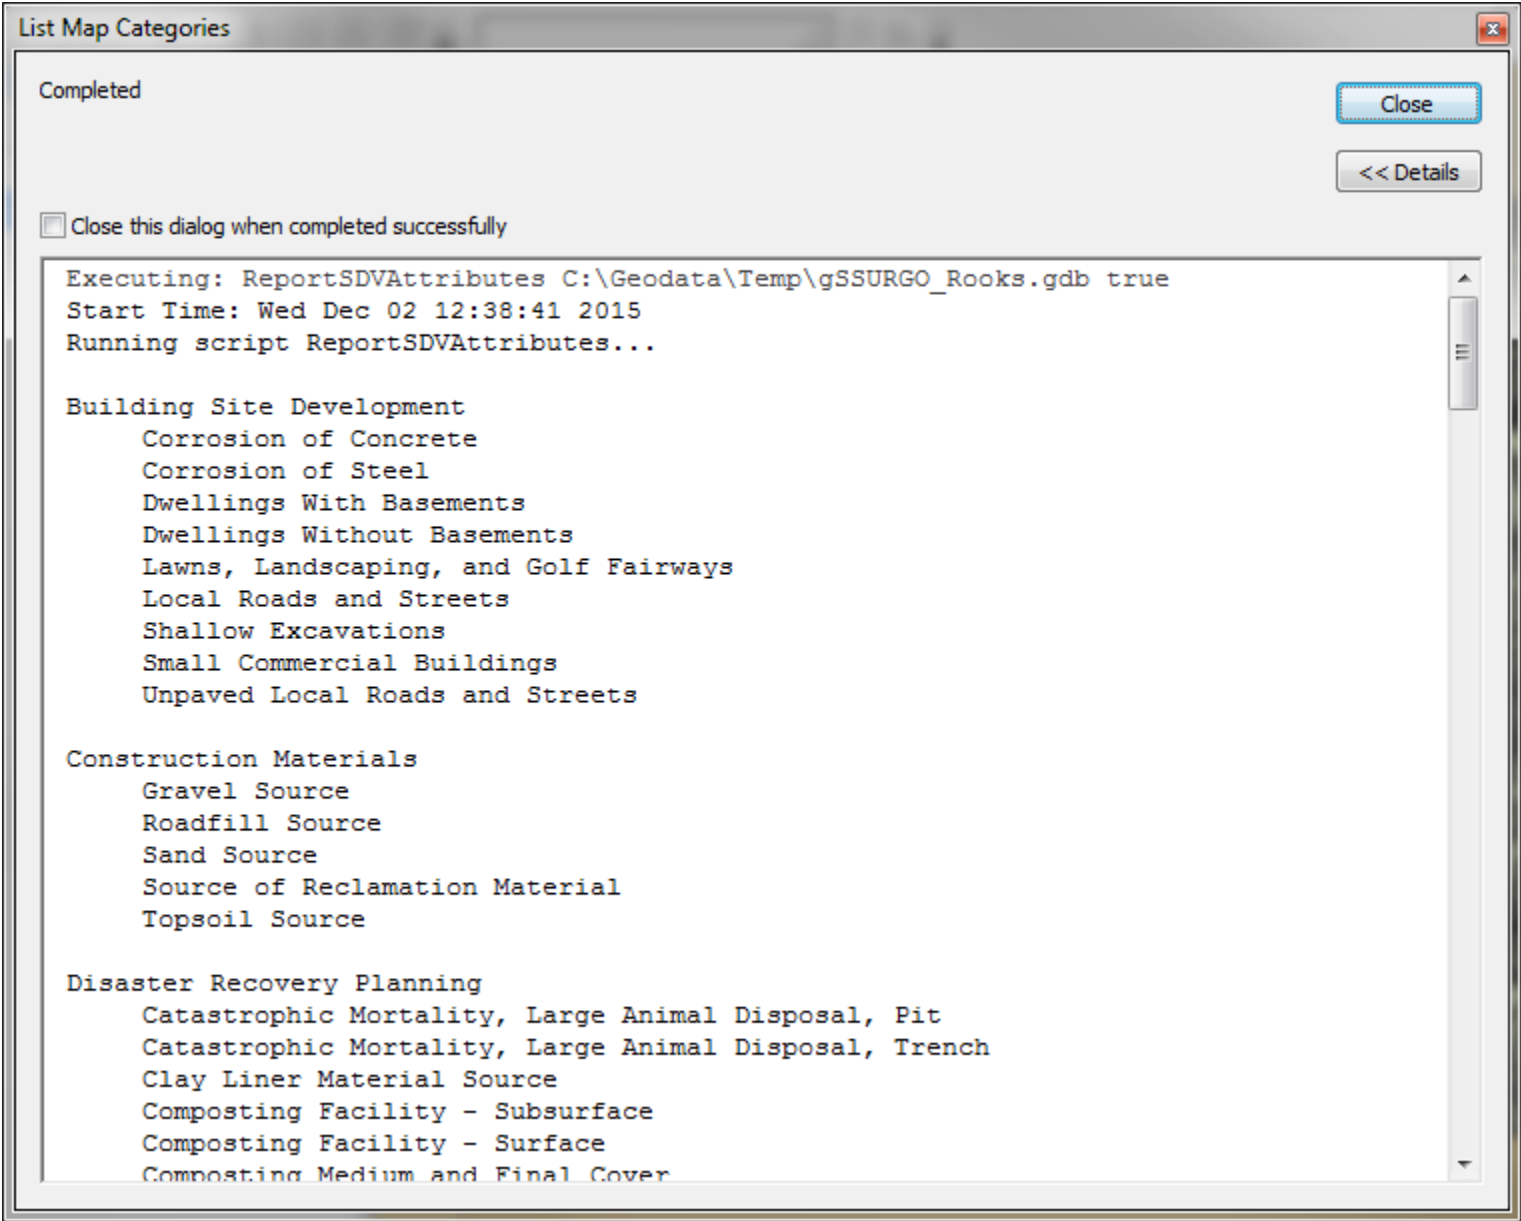 List Map Categories
Completed
Close
<< Details
Close this dialog when completed successfully
Executing: ReportSDVAttributes C:\Geodata\Temp\gSSURGO_Rooks.gdb true
Start Time: Wed Dec 02 12:38:41 2015
Running script ReportSDVAttributes...
Building Site Development
Corrosion of Concrete
Corrosion of Steel
Dwellings With Basements
Dwellings Without Basements
Lawns, Landscaping, and Golf Fairways
Local Roads and Streets
Shallow Excavations
Small Commercial Buildings
Unpaved Local Roads and Streets
Construction Materials
Gravel Source
Roadfill Source
Sand Source
Source of Reclamation Material
Topsoil Source
Disaster Recovery Planning
Catastrophic Mortality, Large Animal Disposal, Pit
Catastrophic Mortality, Large Animal Disposal, Trench
Clay Liner Material Source
Composting Facility - Subsurface
Composting Facility - Surface
Composting Medium and Final Cover